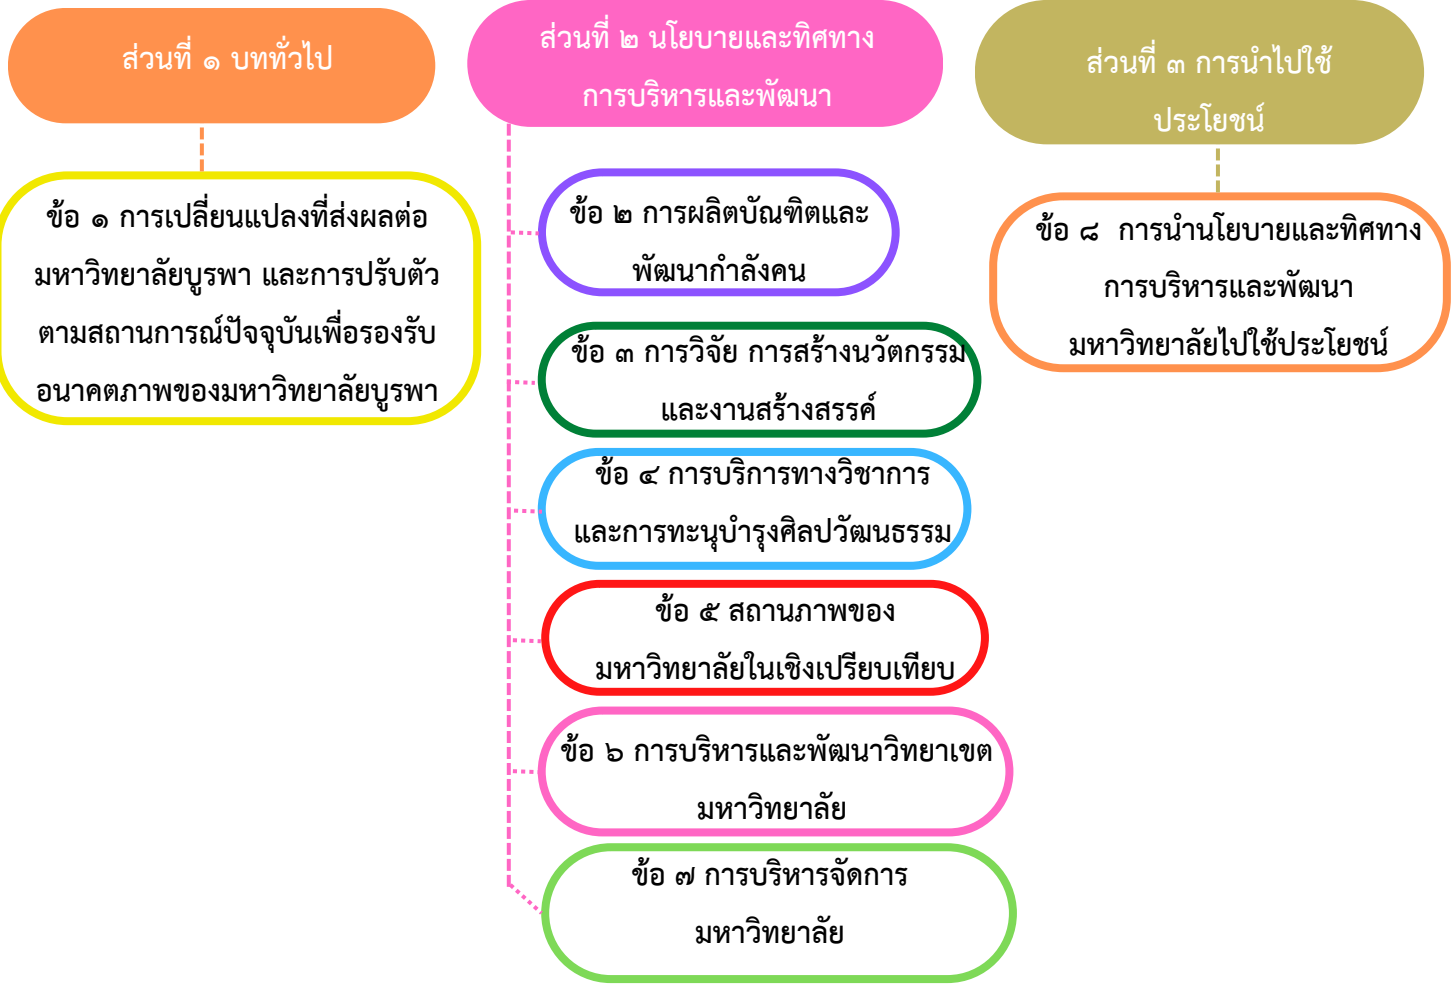 ส่วนที่ ๑ บททั่วไป
ข้อ ๑ การเปลี่ยนแปลงที่ส่งผลต่อ
มหาวิทยาลัยบูรพา และการปรับตัว
ตามสถานการณ์ปัจจุบันเพื่อรองรับ
อนาคตภาพของมหาวิทยาลัยบูรพา
ส่วนที่ ๒ นโยบายและทิศทาง
การบริหารและพัฒนา
ข้อ ๒ การผลิตบัณฑิตและ
พัฒนากำลังคน
ข้อ ๓ การวิจัย การสร้างนวัตกรรม
และงานสร้างสรรค์
ข้อ ๔ การบริการทางวิชาการ
และการทะนุบำรุงศิลปวัฒนธรรม
ข้อ ๕ สถานภาพของ
มหาวิทยาลัยในเชิงเปรียบเทียบ
ข้อ ๖ การบริหารและพัฒนาวิทยาเขต
มหาวิทยาลัย
ข้อ ๗ การบริหารจัดการ
มหาวิทยาลัย
ส่วนที่ ๓ การนำไปใช้
ประโยชน์
ข้อ ๘ การนำนโยบายและทิศทาง
การบริหารและพัฒนา
มหาวิทยาลัยไปใช้ประโยชน์